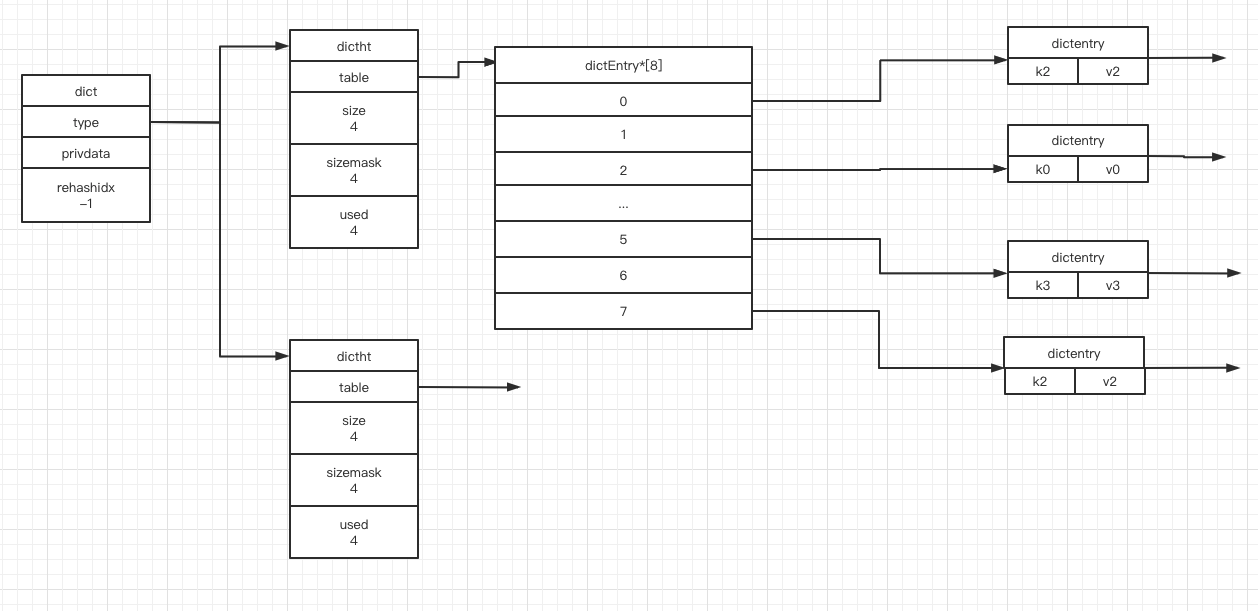 dict
type
privdata
rehashidx
–1
dictht
table
size
4
sizemask
4
used
4
dictht
table
size
4
sizemask
4
used
4
dictEntry*[8]
0
1
2
...
5
6
7
dictentry
k2 v2
dictentry
k0 v0
dictentry
k3 v3
dictentry
k2 v2